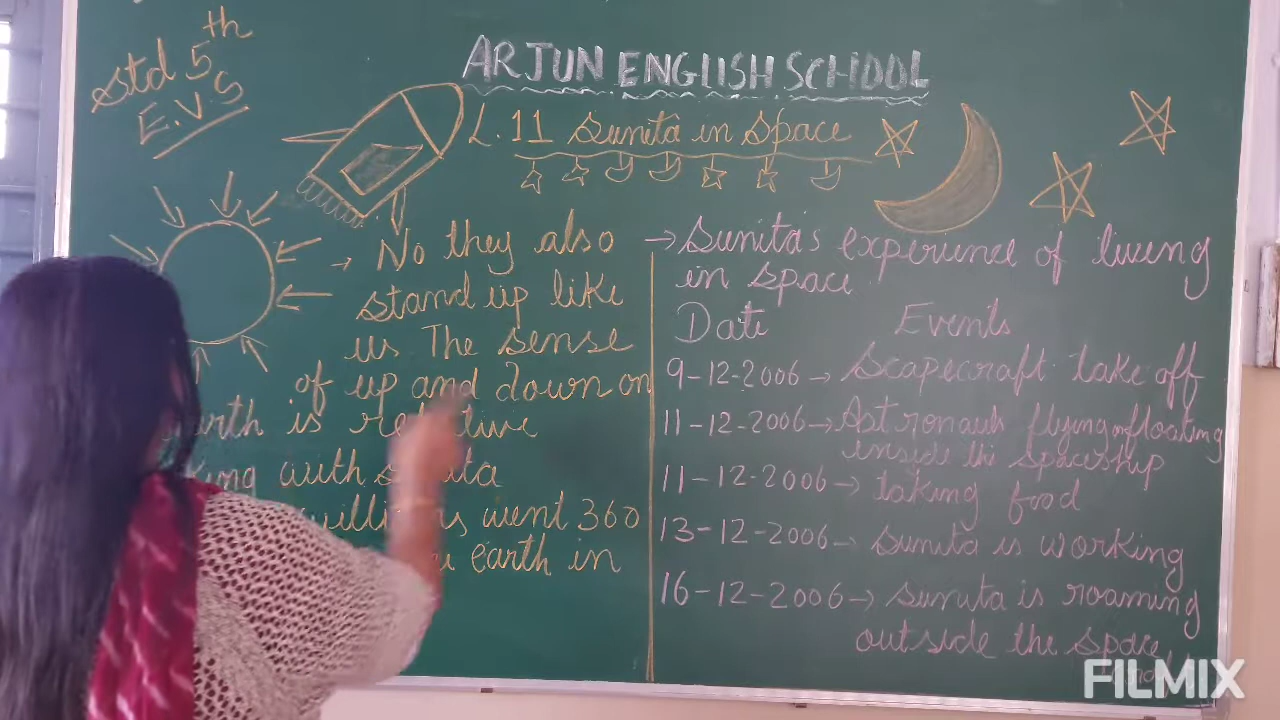 Std 5th
E.V.S
ARJUN ENGLISH SCHOOL
L.11 Sunita in Space
→ No they also
stand up like
us The sense
of up and down on
is
with
went 360
earth in
→ Sunita's experience of living
in space
Date Events
9-12-2006 → Scapecraft take off
11-12-2006 → Astronauts flying or floating
inside the spaceship
11-12-2006 → taking food
13-12-2006 → Sunita is working
16-12-2006 → Sunita is roaming
outside the space
FILMIX